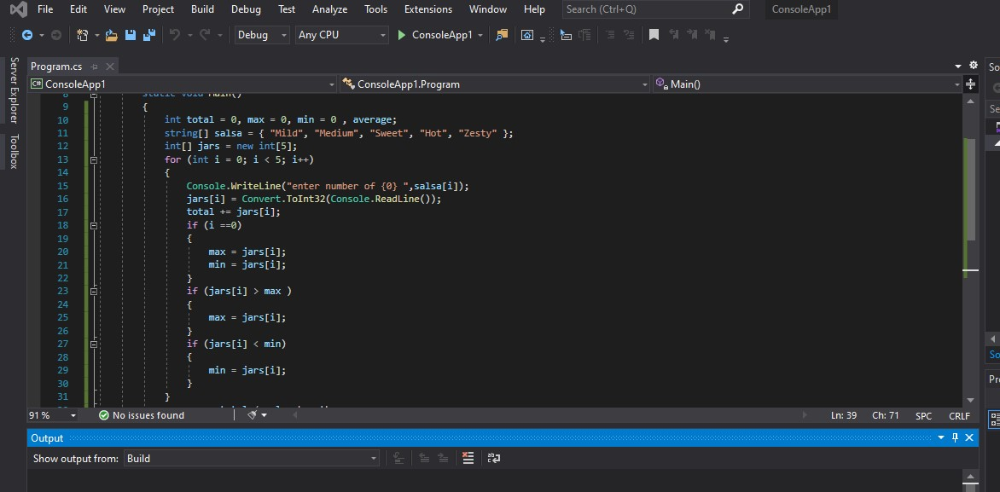 File Edit View Project Build Debug Test Analyze Tools Extensions Window Help Search (Ctrl+Q) ConsoleApp1
Debug Any CPU ConsoleApp1
Program.cs
ConsoleApp1 ConsoleApp1.Program Main()
Server Explorer
Toolbox
8 static void Main()
9 {
10 int total = 0, max = 0, min = 0 , average;
11 string[] salsa = { "Mild", "Medium", "Sweet", "Hot", "Zesty" };
12 int[] jars = new int[5];
13 for (int i = 0; i < 5; i++)
14 {
15 Console.WriteLine("enter number of {0} ",salsa[i]);
16 jars[i] = Convert.ToInt32(Console.ReadLine());
17 total += jars[i];
18 if (i ==0)
19 {
20 max = jars[i];
21 min = jars[i];
22 }
23 if (jars[i] > max )
24 {
25 max = jars[i];
26 }
27 if (jars[i] < min)
28 {
29 min = jars[i];
30 }
31 }
91 % No issues found Ln: 39 Ch: 71 SPC CRLF
Output
Show output from: Build
So
Se
So
Pro